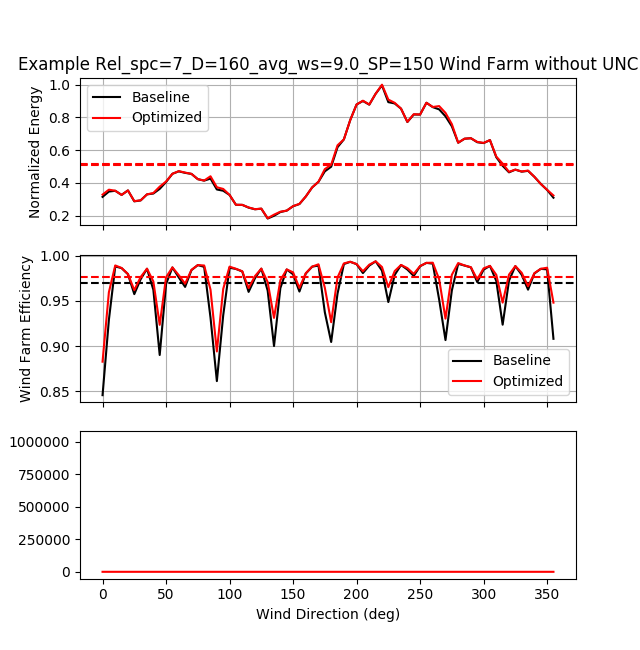 Example Rel_spc=7_D=160_avg_ws=9.0_SP=150 Wind Farm without UNC
Normalized Energy
1.0
0.8
0.6
0.4
0.2
Baseline
Optimized
Wind Farm Efficiency
1.00
0.95
0.90
0.85
Baseline
Optimized
1000000
750000
500000
250000
0
0 50 100 150 200 250 300 350
Wind Direction (deg)